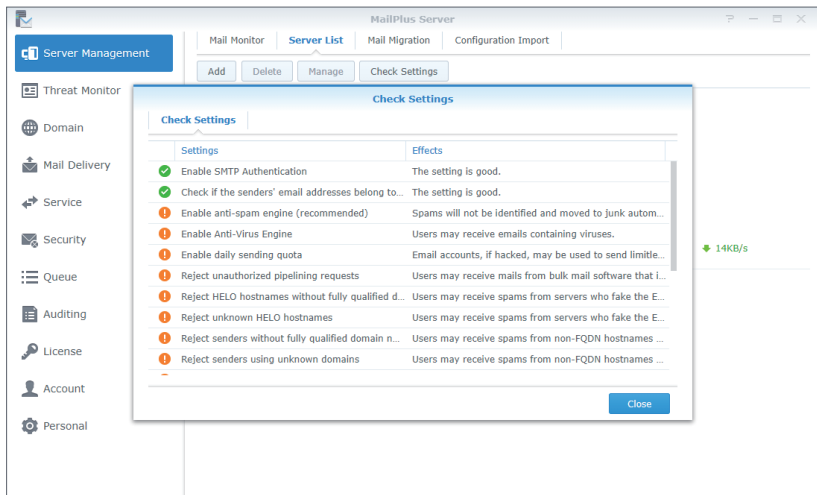 MailPlus Server
Server Management
Threat Monitor
Domain
Mail Delivery
Service
Security
Queue
Auditing
License
Account
Personal
Mail Monitor Server List Mail Migration Configuration Import
Add Delete Manage Check Settings
Check Settings
Check Settings
Settings Effects
Enable SMTP Authentication The setting is good.
Check if the senders' email addresses belong to... The setting is good.
Enable anti-spam engine (recommended) Spams will not be identified and moved to junk autom...
Enable Anti-Virus Engine Users may receive emails containing viruses.
Enable daily sending quota Email accounts, if hacked, may be used to send limitle...
Reject unauthorized pipelining requests Users may receive mails from bulk mail software that i...
Reject HELO hostnames without fully qualified d... Users may receive spams from servers who fake the E...
Reject unknown HELO hostnames Users may receive spams from servers who fake the E...
Reject senders without fully qualified domain n... Users may receive spams from non-FQDN hostnames ...
Reject senders using unknown domains Users may receive spams from non-FQDN hostnames ...
Close
14KB/s